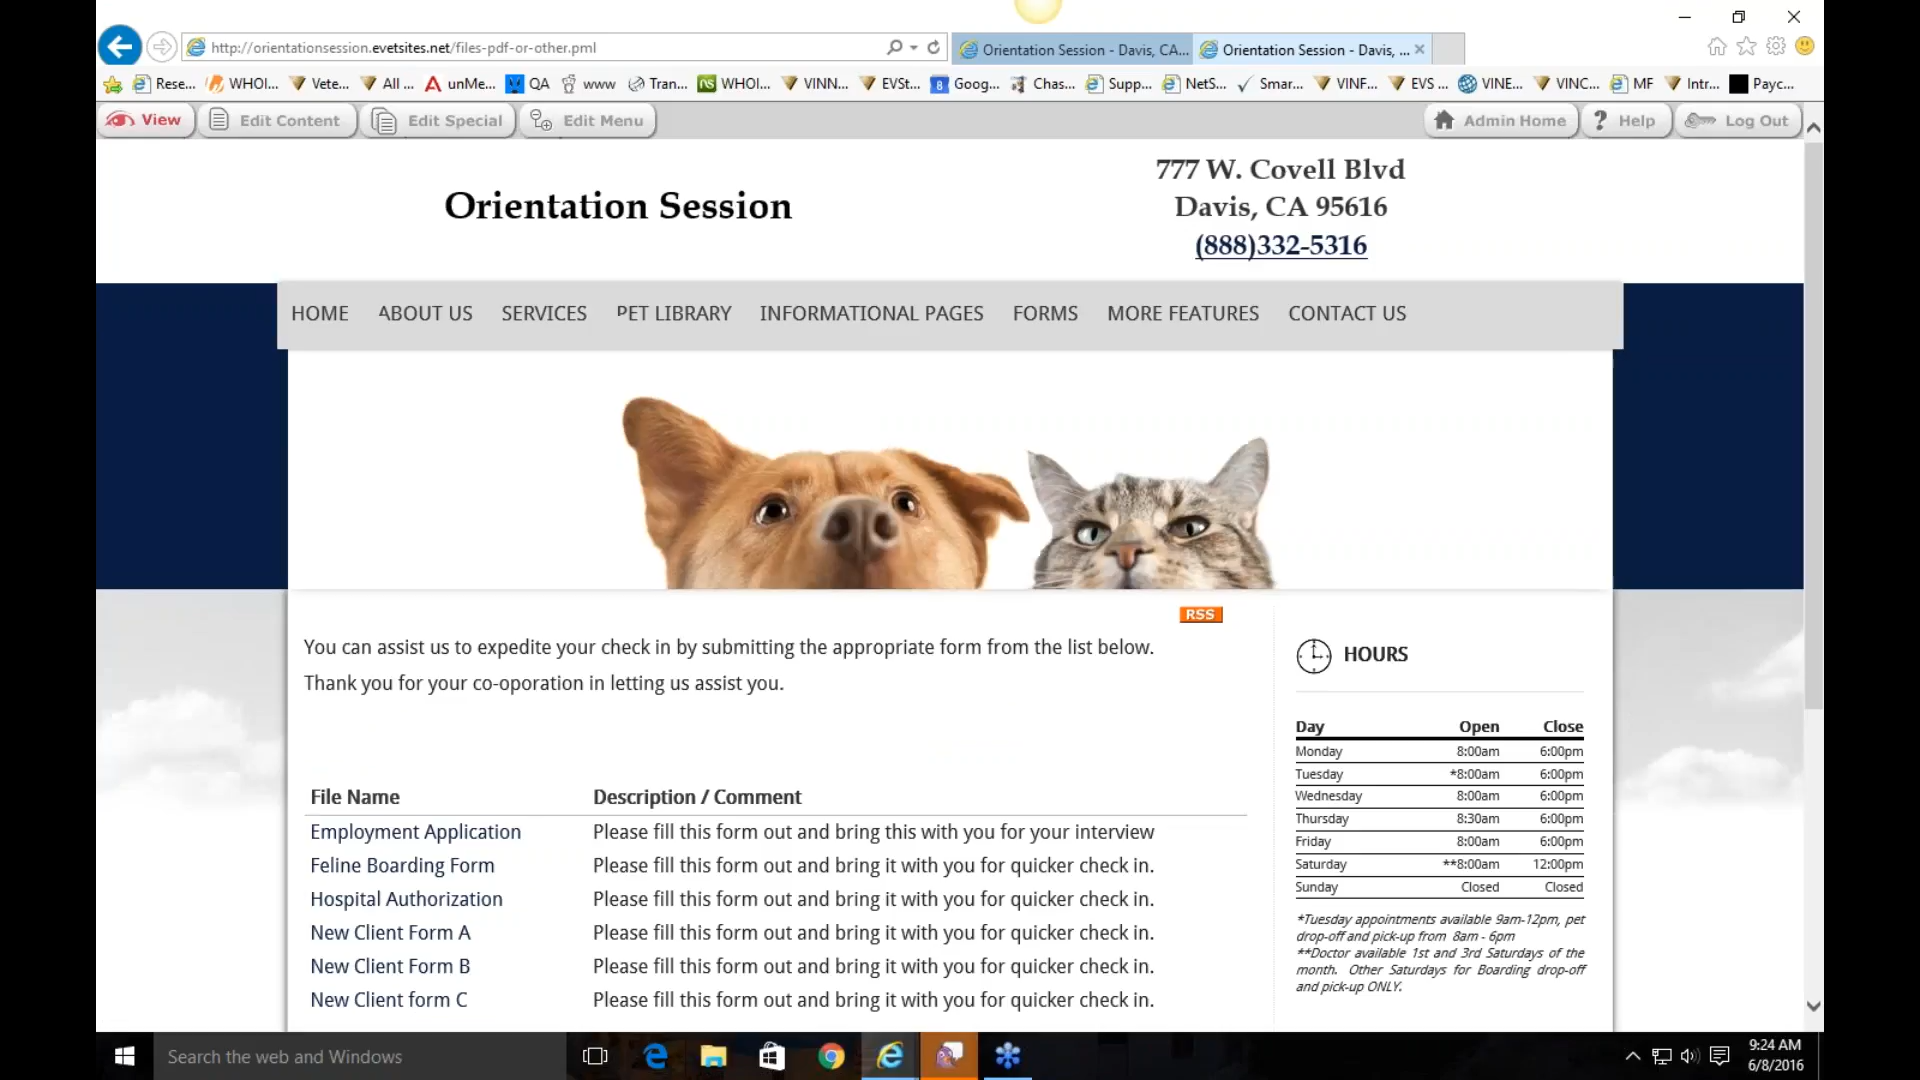 http://orientationsession.evetsites.net/files-pdf-or-other.pml
Orientation Session - Davis, CA...
Orientation Session - Davis, ...
Rese...
WHOI...
Vete...
All ...
unMe...
QA
www
Tran...
WHOI...
VINN...
EVSt...
Goog...
Chas...
Supp...
NetS...
Smar...
VINF...
EVS ...
VINE...
VINC...
MF
Intr...
Payc...
View
Edit Content
Edit Special
Edit Menu
Admin Home
? Help
Log Out
Orientation Session
777 W. Covell Blvd
Davis, CA 95616
(888)332-5316
HOME ABOUT US SERVICES PET LIBRARY INFORMATIONAL PAGES FORMS MORE FEATURES CONTACT US
RSS
You can assist us to expedite your check in by submitting the appropriate form from the list below.
Thank you for your co-oporation in letting us assist you.
File Name Description / Comment
Employment Application Please fill this form out and bring this with you for your interview
Feline Boarding Form Please fill this form out and bring it with you for quicker check in.
Hospital Authorization Please fill this form out and bring it with you for quicker check in.
New Client Form A Please fill this form out and bring it with you for quicker check in.
New Client Form B Please fill this form out and bring it with you for quicker check in.
New Client form C Please fill this form out and bring it with you for quicker check in.
HOURS
Day Open Close
Monday 8:00am 6:00pm
Tuesday *8:00am 6:00pm
Wednesday 8:00am 6:00pm
Thursday 8:30am 6:00pm
Friday 8:00am 6:00pm
Saturday **8:00am 12:00pm
Sunday Closed Closed
*Tuesday appointments available 9am-12pm, pet
drop-off and pick-up from 8am - 6pm
**Doctor available 1st and 3rd Saturdays of the
month. Other Saturdays for Boarding drop-off
and pick-up ONLY.
Search the web and Windows
9:24 AM
6/8/2016